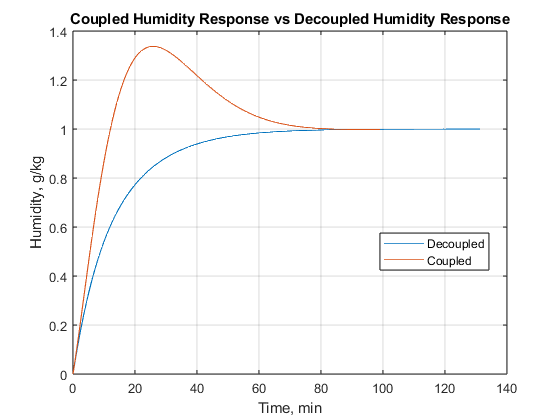 Coupled Humidity Response vs Decoupled Humidity Response
1.4
1.2
1
0.8
0.6
0.4
0.2
0
Humidity, g/kg
Decoupled
Coupled
0 20 40 60 80 100 120 140
Time, min